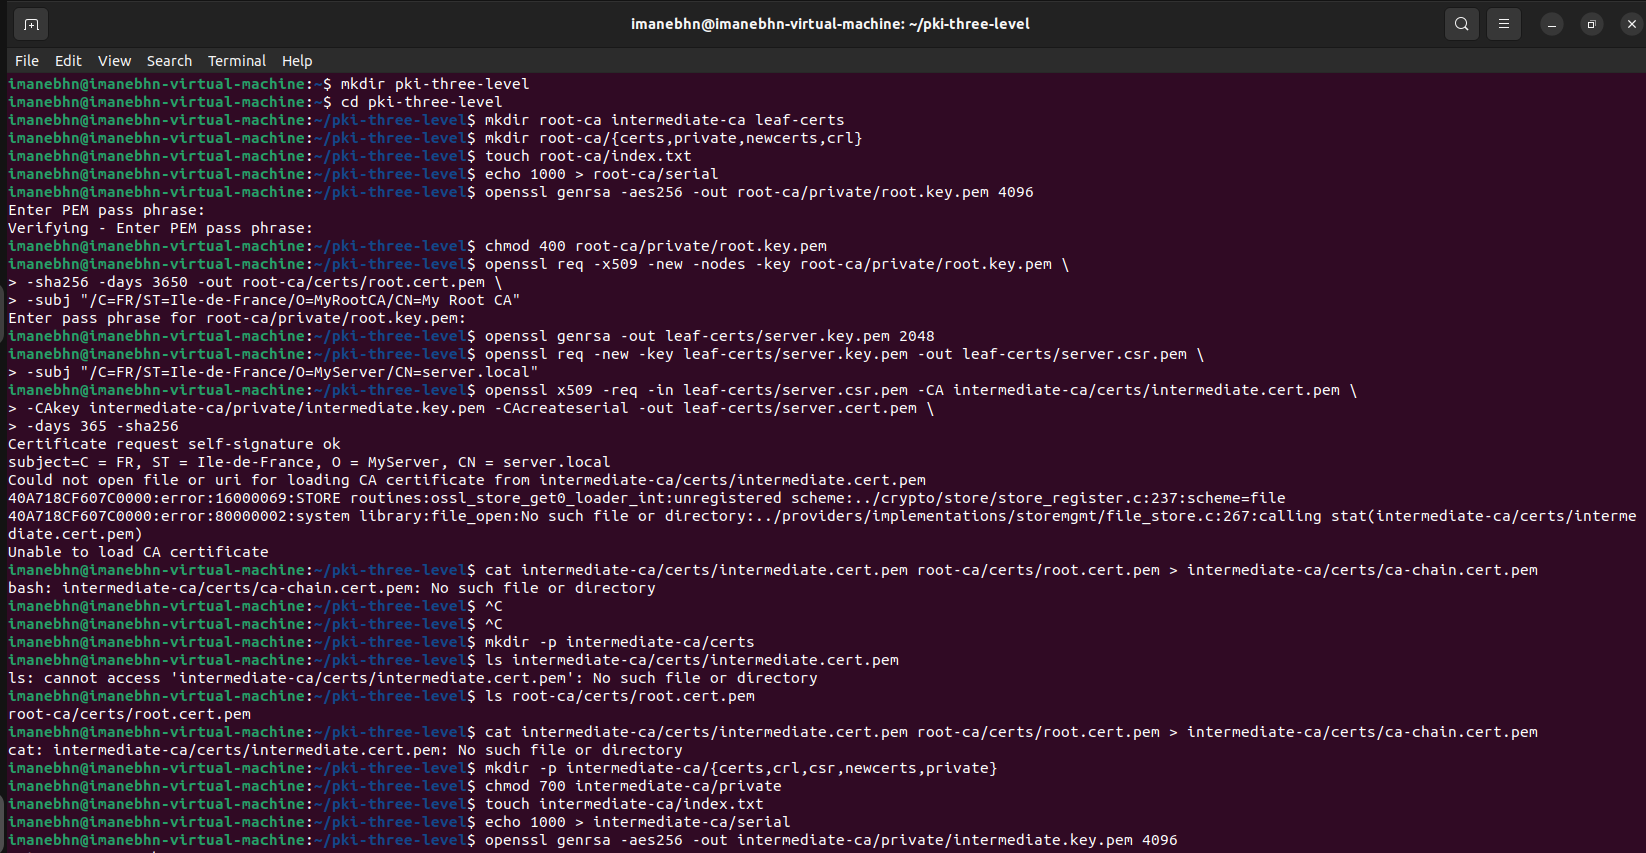 imanebhn@imanebhn-virtual-machine: ~/pki-three-level
File Edit View Search Terminal Help
imanebhn@imanebhn-virtual-machine:~$ mkdir pki-three-level
imanebhn@imanebhn-virtual-machine:~$ cd pki-three-level
imanebhn@imanebhn-virtual-machine:~/pki-three-level$ mkdir root-ca intermediate-ca leaf-certs
imanebhn@imanebhn-virtual-machine:~/pki-three-level$ mkdir root-ca/{certs,private,newcerts,crl}
imanebhn@imanebhn-virtual-machine:~/pki-three-level$ touch root-ca/index.txt
imanebhn@imanebhn-virtual-machine:~/pki-three-level$ echo 1000 > root-ca/serial
imanebhn@imanebhn-virtual-machine:~/pki-three-level$ openssl genrsa -aes256 -out root-ca/private/root.key.pem 4096
Enter PEM pass phrase:
Verifying - Enter PEM pass phrase:
imanebhn@imanebhn-virtual-machine:~/pki-three-level$ chmod 400 root-ca/private/root.key.pem
imanebhn@imanebhn-virtual-machine:~/pki-three-level$ openssl req -x509 -new -nodes -key root-ca/private/root.key.pem \
> -sha256 -days 3650 -out root-ca/certs/root.cert.pem \
> -subj "/C=FR/ST=Ile-de-France/O=MyRootCA/CN=My Root CA"
Enter pass phrase for root-ca/private/root.key.pem:
imanebhn@imanebhn-virtual-machine:~/pki-three-level$ openssl genrsa -out leaf-certs/server.key.pem 2048
imanebhn@imanebhn-virtual-machine:~/pki-three-level$ openssl req -new -key leaf-certs/server.key.pem -out leaf-certs/server.csr.pem \
> -subj "/C=FR/ST=Ile-de-France/O=MyServer/CN=server.local"
imanebhn@imanebhn-virtual-machine:~/pki-three-level$ openssl x509 -req -in leaf-certs/server.csr.pem -CA intermediate-ca/certs/intermediate.cert.pem \
> -CAkey intermediate-ca/private/intermediate.key.pem -CAcreateserial -out leaf-certs/server.cert.pem \
> -days 365 -sha256
Certificate request self-signature ok
subject=C = FR, ST = Ile-de-France, O = MyServer, CN = server.local
Could not open file or uri for loading CA certificate from intermediate-ca/certs/intermediate.cert.pem
40A718CF607C0000:error:16000069:STORE routines:ossl_store_get0_loader_int:unregistered scheme:../crypto/store/store_register.c:237:scheme=file
40A718CF607C0000:error:80000002:system library:file_open:No such file or directory:../providers/implementations/storemgmt/file_store.c:267:calling stat(intermediate-ca/certs/interme
diate.cert.pem)
Unable to load CA certificate
imanebhn@imanebhn-virtual-machine:~/pki-three-level$ cat intermediate-ca/certs/intermediate.cert.pem root-ca/certs/root.cert.pem > intermediate-ca/certs/ca-chain.cert.pem
bash: intermediate-ca/certs/ca-chain.cert.pem: No such file or directory
imanebhn@imanebhn-virtual-machine:~/pki-three-level$ ^C
imanebhn@imanebhn-virtual-machine:~/pki-three-level$ ^C
imanebhn@imanebhn-virtual-machine:~/pki-three-level$ mkdir -p intermediate-ca/certs
imanebhn@imanebhn-virtual-machine:~/pki-three-level$ ls intermediate-ca/certs/intermediate.cert.pem
ls: cannot access 'intermediate-ca/certs/intermediate.cert.pem': No such file or directory
imanebhn@imanebhn-virtual-machine:~/pki-three-level$ ls root-ca/certs/root.cert.pem
root-ca/certs/root.cert.pem
imanebhn@imanebhn-virtual-machine:~/pki-three-level$ cat intermediate-ca/certs/intermediate.cert.pem root-ca/certs/root.cert.pem > intermediate-ca/certs/ca-chain.cert.pem
cat: intermediate-ca/certs/intermediate.cert.pem: No such file or directory
imanebhn@imanebhn-virtual-machine:~/pki-three-level$ mkdir -p intermediate-ca/{certs,crl,csr,newcerts,private}
imanebhn@imanebhn-virtual-machine:~/pki-three-level$ chmod 700 intermediate-ca/private
imanebhn@imanebhn-virtual-machine:~/pki-three-level$ touch intermediate-ca/index.txt
imanebhn@imanebhn-virtual-machine:~/pki-three-level$ echo 1000 > intermediate-ca/serial
imanebhn@imanebhn-virtual-machine:~/pki-three-level$ openssl genrsa -aes256 -out intermediate-ca/private/intermediate.key.pem 4096